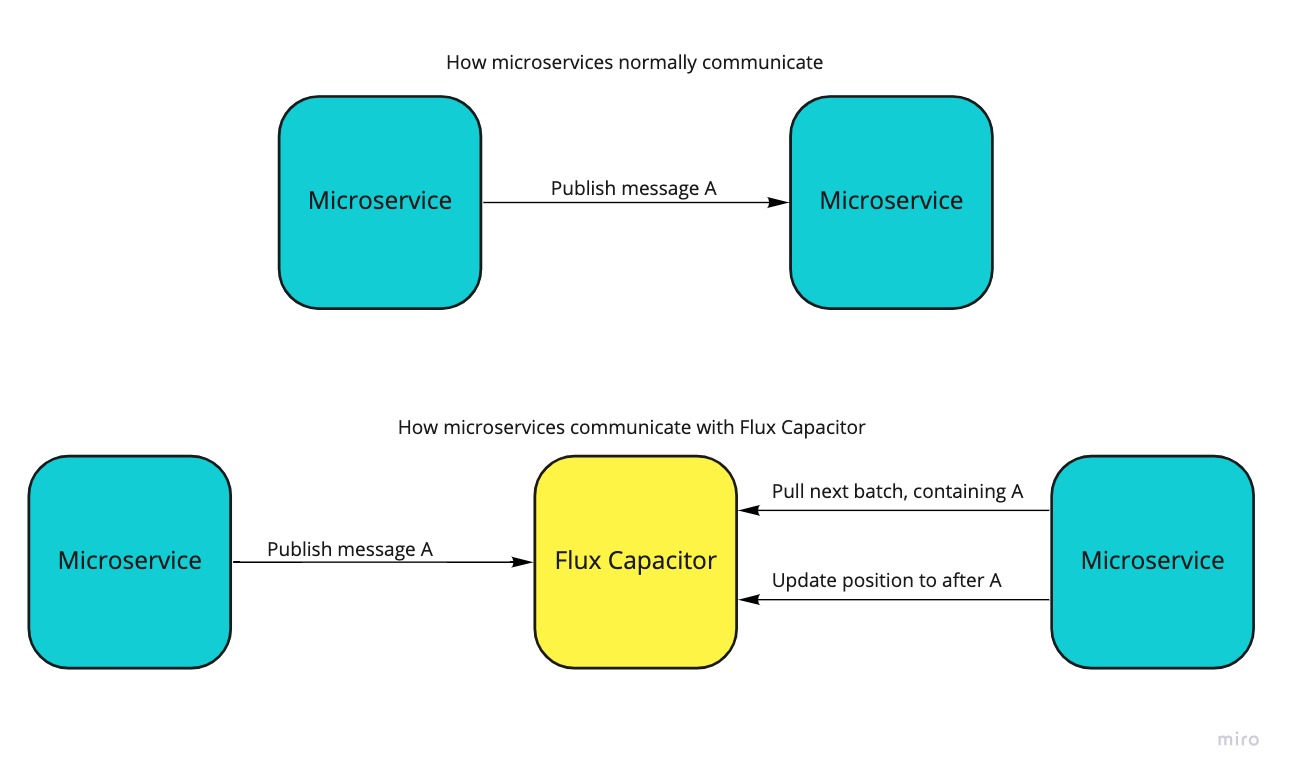 How microservices normally communicate
Microservice
Publish message A
Microservice
How microservices communicate with Flux Capacitor
Microservice
Publish message A
Flux Capacitor
Pull next batch, containing A
Update position to after A
Microservice
miro